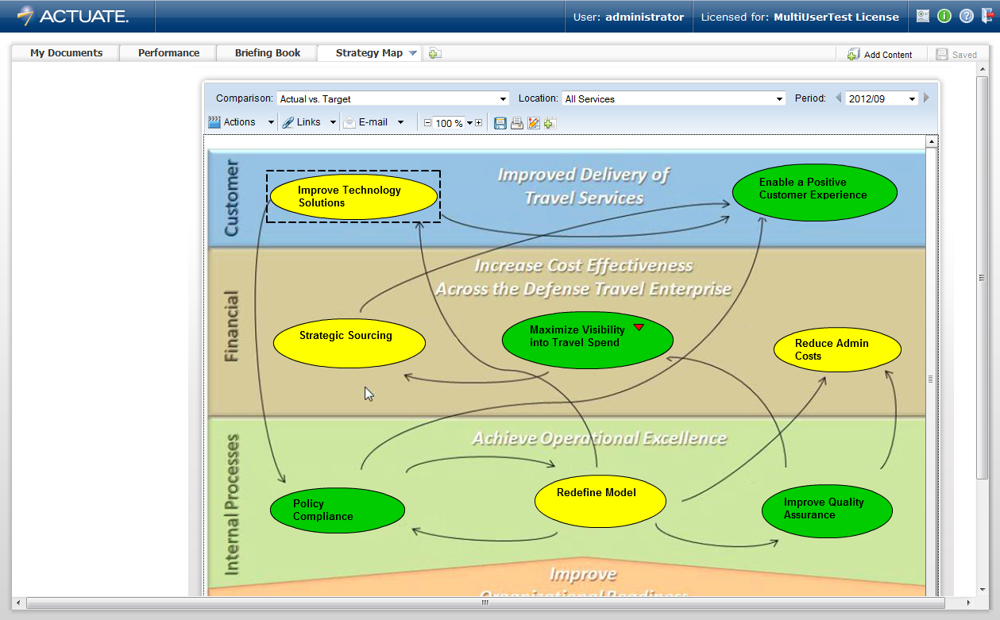 ACTUATE.
User: administrator
Licensed for: MultiUserTest License
My Documents
Performance
Briefing Book
Strategy Map
Add Content
Saved
Comparison: Actual vs. Target
Location: All Services
Period: 2012/09
Actions
Links
E-mail
100 %
Customer
Improve Technology
Solutions
Improved Delivery of
Travel Services
Enable a Positive
Customer Experience
Financial
Increase Cost Effectiveness
Across the Defense Travel Enterprise
Strategic Sourcing
Maximize Visibility
into Travel Spend
Reduce Admin
Costs
Internal Processes
Achieve Operational Excellence
Policy
Compliance
Redefine Model
Improve Quality
Assurance
Improve
Organizational Readiness